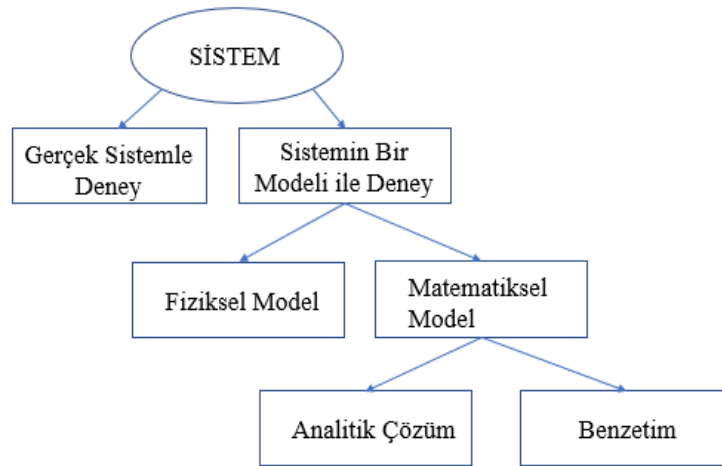 SİSTEM
Gerçek Sistemle
Deney
Sistemin Bir
Modeli ile Deney
Fiziksel Model
Matematiksel
Model
Analitik Çözüm
Benzetim